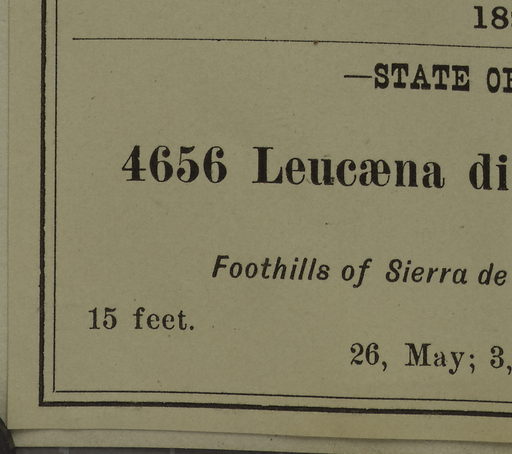 18
—STATE OF
4656 Leucæna di
Foothills of Sierra de
15 feet.
26, May; 3,